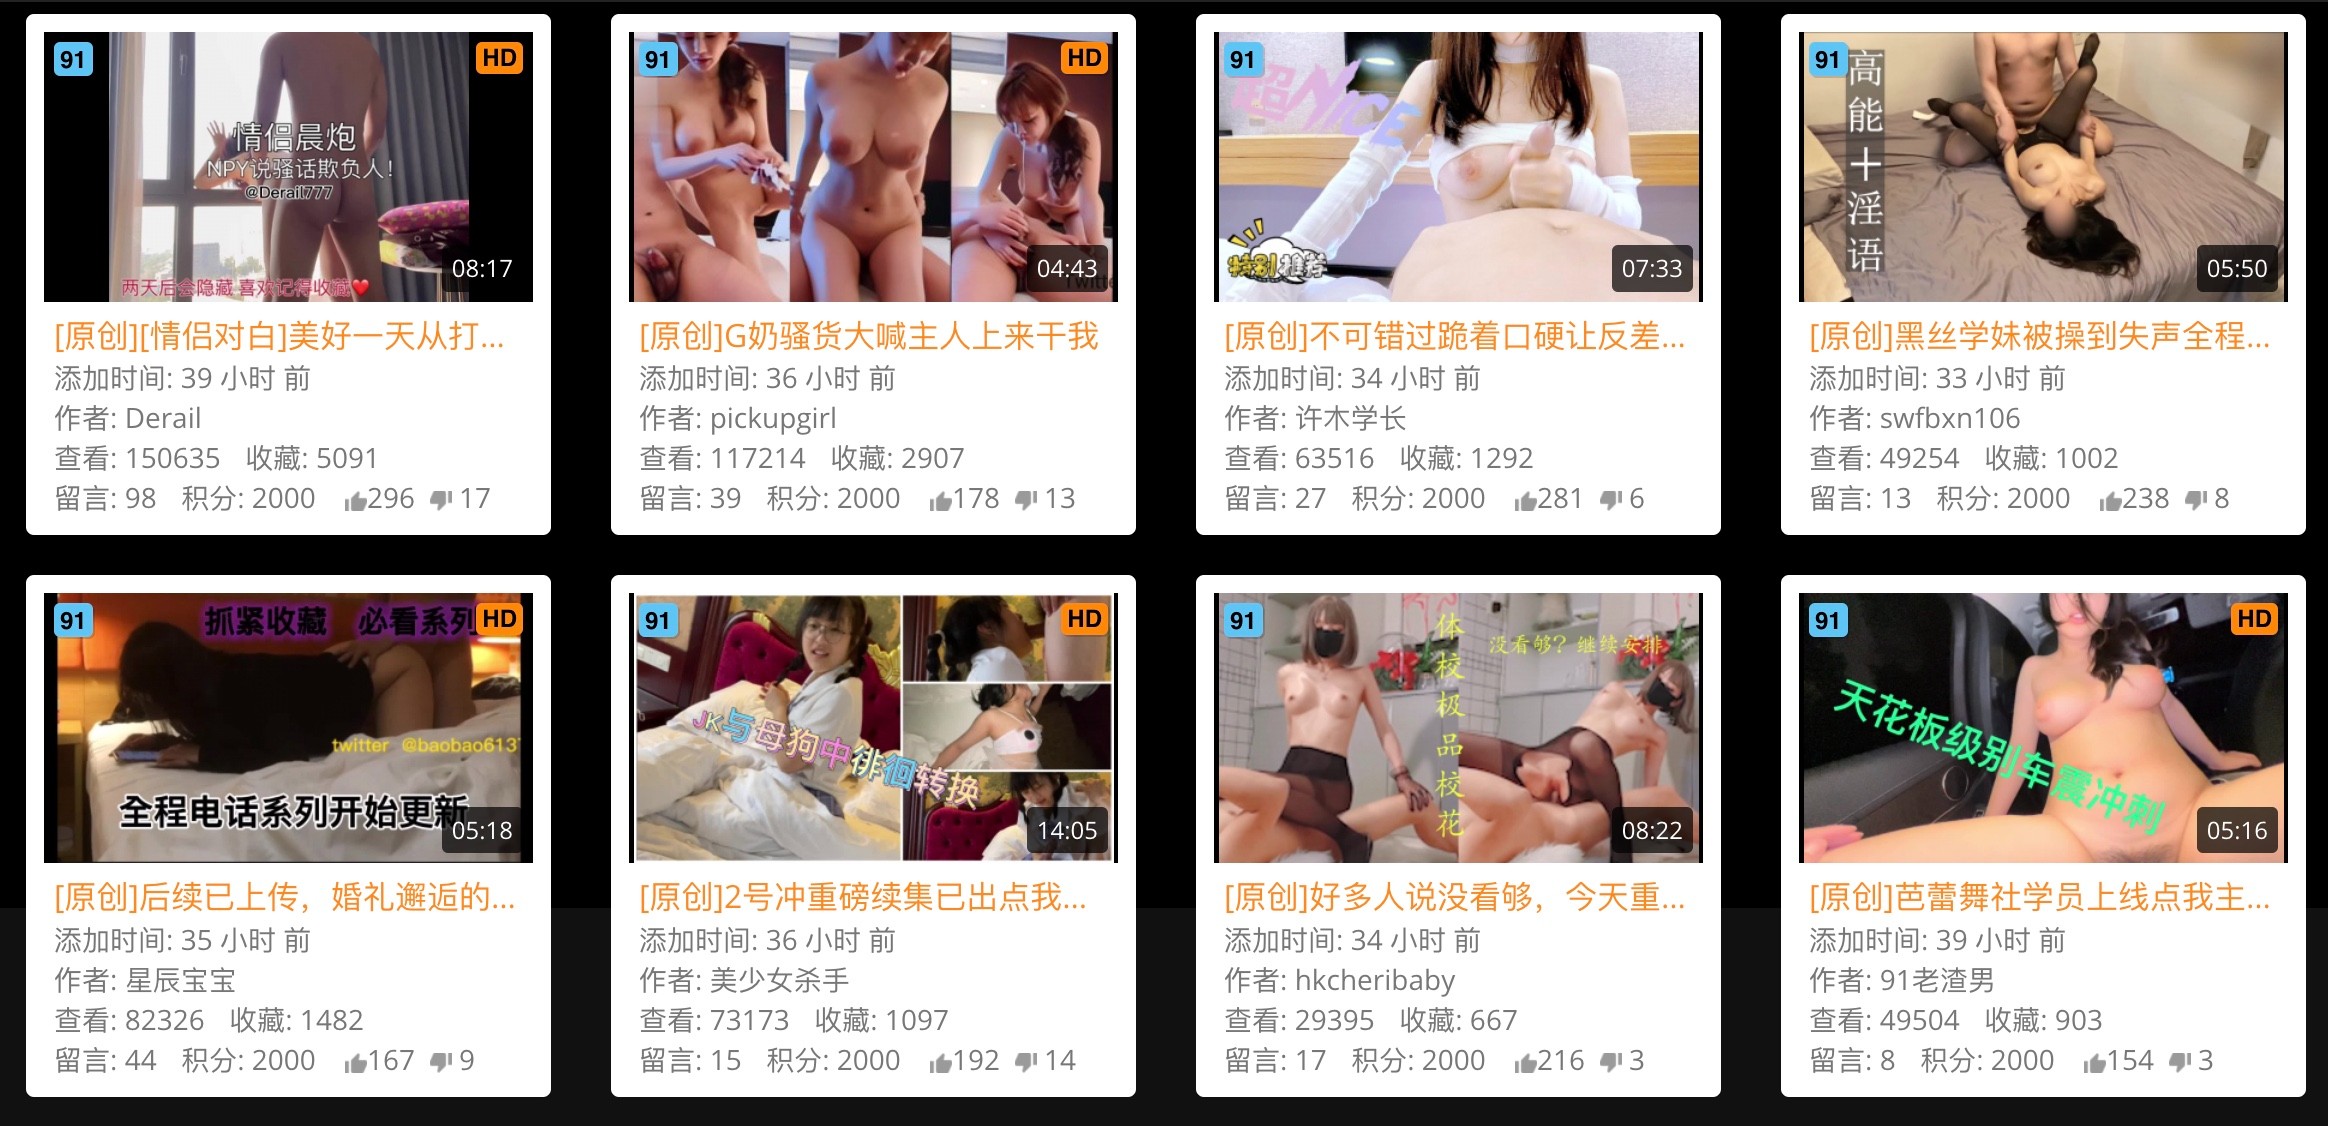 91
HD
情侣晨炮
NPY说骚话欺负人!
@Derail777
两天后会隐藏 喜欢记得收藏
08:17
[原创][情侣对白]美好一天从打...
添加时间: 39 小时 前
作者: Derail
查看: 150635 收藏: 5091
留言: 98 积分: 2000 296 17
91
HD
04:43
[原创]G奶骚货大喊主人上来干我
添加时间: 36 小时 前
作者: pickupgirl
查看: 117214 收藏: 2907
留言: 39 积分: 2000 178 13
91
超NICE
特别推荐
07:33
[原创]不可错过跪着口硬让反差...
添加时间: 34 小时 前
作者: 许木学长
查看: 63516 收藏: 1292
留言: 27 积分: 2000 281 6
91
高能十淫语
05:50
[原创]黑丝学妹被操到失声全程...
添加时间: 33 小时 前
作者: swfbxn106
查看: 49254 收藏: 1002
留言: 13 积分: 2000 238 8
91
抓紧收藏 必看系列
HD
twitter @baobao613
全程电话系列开始更新
05:18
[原创]后续已上传，婚礼邂逅的...
添加时间: 35 小时 前
作者: 星辰宝宝
查看: 82326 收藏: 1482
留言: 44 积分: 2000 167 9
91
HD
JK与母狗中徘徊转换
14:05
[原创]2号冲重磅续集已出点我...
添加时间: 36 小时 前
作者: 美少女杀手
查看: 73173 收藏: 1097
留言: 15 积分: 2000 192 14
91
体校极品校花
没看够？继续安排
08:22
[原创]好多人说没看够，今天重...
添加时间: 34 小时 前
作者: hkcheribaby
查看: 29395 收藏: 667
留言: 17 积分: 2000 216 3
91
HD
天花板级别车震冲刺
05:16
[原创]芭蕾舞社学员上线点我主...
添加时间: 39 小时 前
作者: 91老渣男
查看: 49504 收藏: 903
留言: 8 积分: 2000 154 3